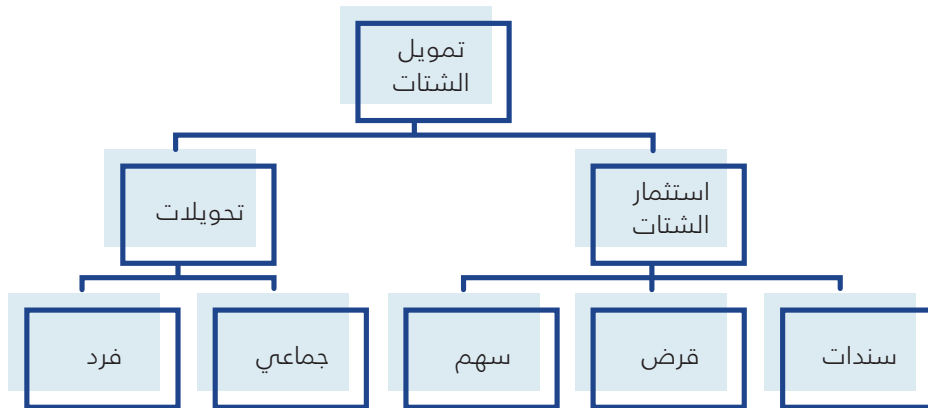 تمويل
الشتات
استثمار
الشتات
تحويلات
سندات
قرض
سهم
جماعي
فرد